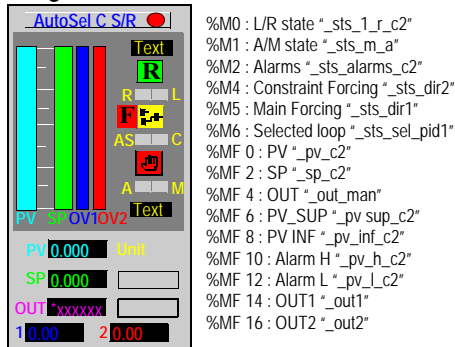 AutoSel C S/R
Text
R
R L
F
AS C
A M
PV SP OV1 OV2 Text
PV 0.000 Unit
SP 0.000
OUT *xxxxxx
1 0.00 2 0.00
%M0 : L/R state “_sts_1_r_c2”
%M1 : A/M state “_sts_m_a”
%M2 : Alarms “_sts_alarms_c2”
%M4 : Constraint Forcing “_sts_dir2”
%M5 : Main Forcing “_sts_dir1”
%M6 : Selected loop “_sts_sel_pid1”
%MF 0 : PV “_pv_c2”
%MF 2 : SP “_sp_c2”
%MF 4 : OUT “_out_man”
%MF 6 : PV_SUP “_pv sup_c2”
%MF 8 : PV INF “_pv_inf_c2”
%MF 10 : Alarm H “_pv_h_c2”
%MF 12 : Alarm L “_pv_l_c2”
%MF 14 : OUT1 “_out1”
%MF 16 : OUT2 “_out2”